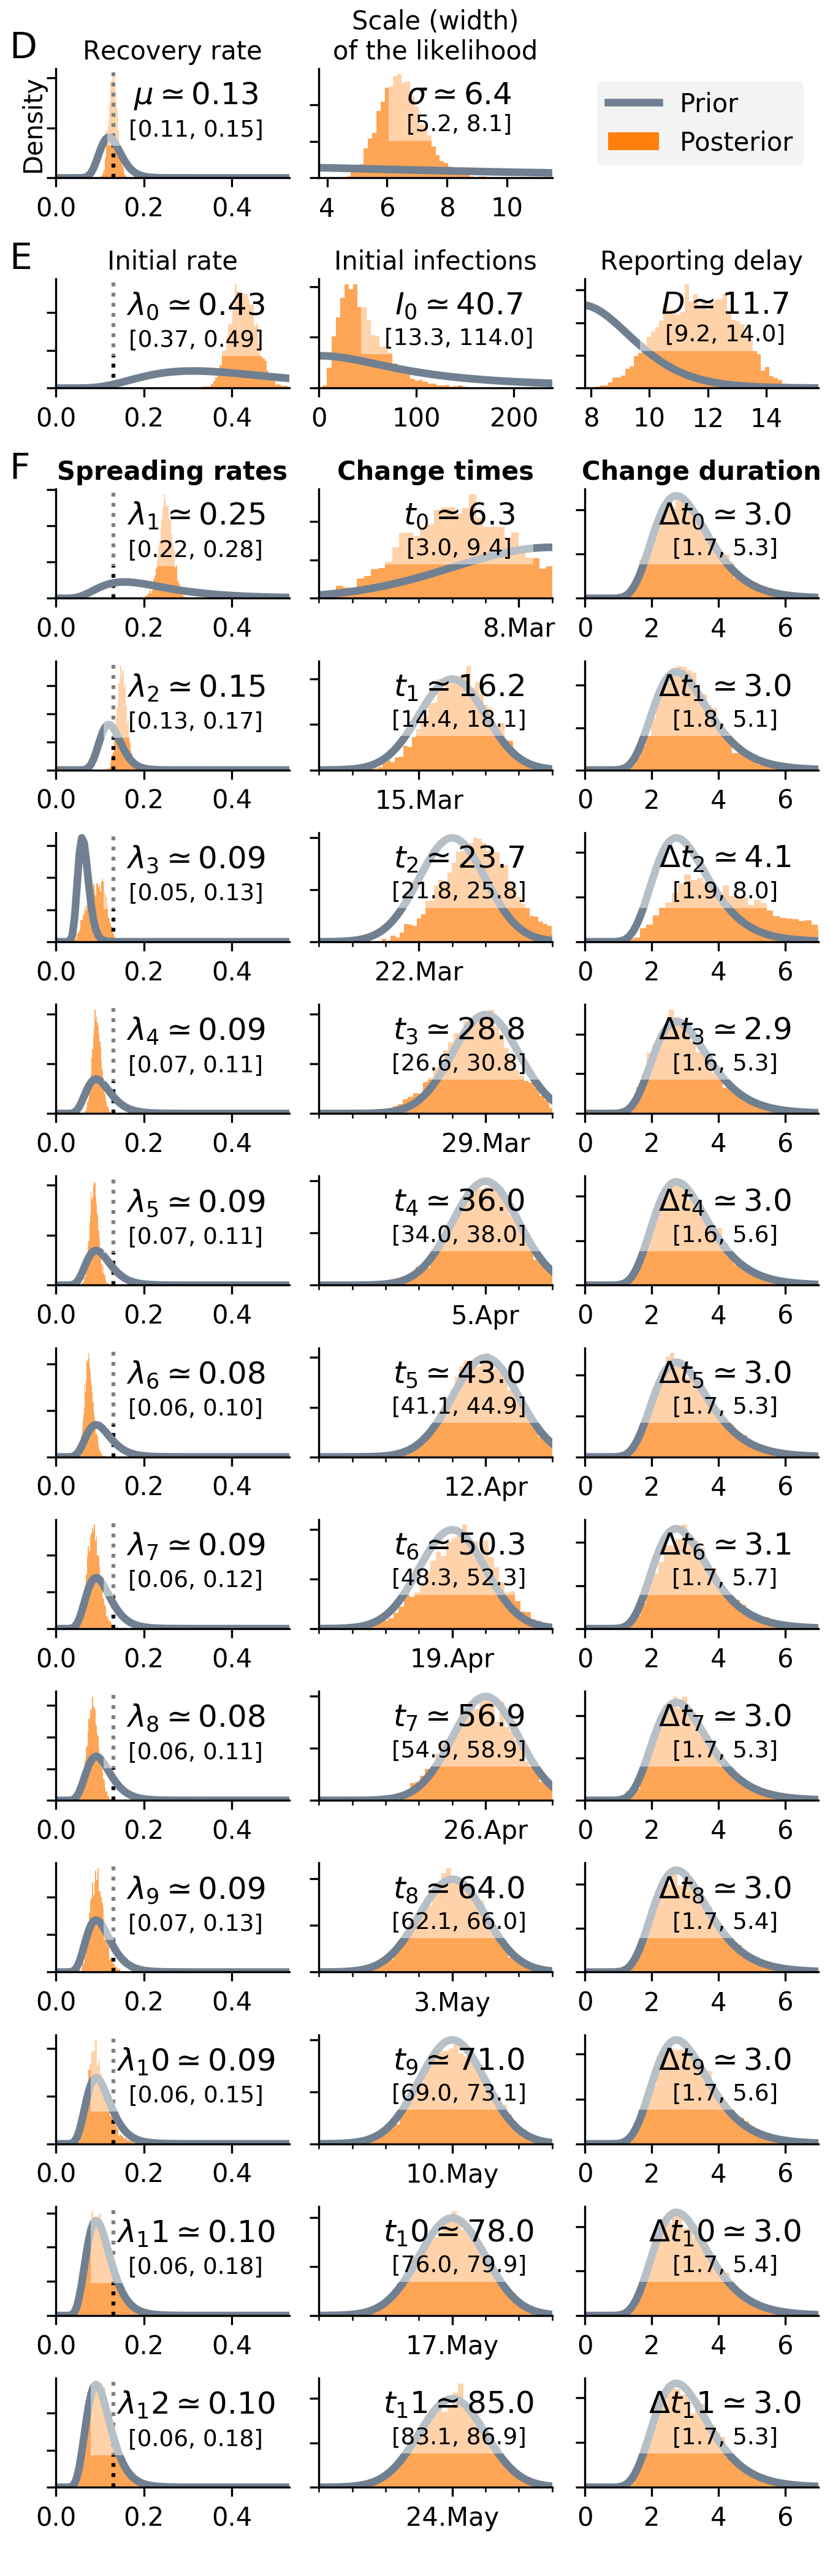 D
Recovery rate
Scale (width)
of the likelihood
Density
μ ≃ 0.13
[0.11, 0.15]
0.0 0.2 0.4
σ ≃ 6.4
[5.2, 8.1]
4 6 8 10
Prior
Posterior
E
Initial rate
λ0 ≃ 0.43
[0.37, 0.49]
0.0 0.2 0.4
Initial infections
I0 ≃ 40.7
[13.3, 114.0]
0 100 200
Reporting delay
D ≃ 11.7
[9.2, 14.0]
8 10 12 14
F
Spreading rates
Change times
Change duration
λ1 ≃ 0.25
[0.22, 0.28]
0.0 0.2 0.4
t0 ≃ 6.3
[3.0, 9.4]
8.Mar
Δt0 ≃ 3.0
[1.7, 5.3]
0 2 4 6
λ2 ≃ 0.15
[0.13, 0.17]
0.0 0.2 0.4
t1 ≃ 16.2
[14.4, 18.1]
15.Mar
Δt1 ≃ 3.0
[1.8, 5.1]
0 2 4 6
λ3 ≃ 0.09
[0.05, 0.13]
0.0 0.2 0.4
t2 ≃ 23.7
[21.8, 25.8]
22.Mar
Δt2 ≃ 4.1
[1.9, 8.0]
0 2 4 6
λ4 ≃ 0.09
[0.07, 0.11]
0.0 0.2 0.4
t3 ≃ 28.8
[26.6, 30.8]
29.Mar
Δt3 ≃ 2.9
[1.6, 5.3]
0 2 4 6
λ5 ≃ 0.09
[0.07, 0.11]
0.0 0.2 0.4
t4 ≃ 36.0
[34.0, 38.0]
5.Apr
Δt4 ≃ 3.0
[1.6, 5.6]
0 2 4 6
λ6 ≃ 0.08
[0.06, 0.10]
0.0 0.2 0.4
t5 ≃ 43.0
[41.1, 44.9]
12.Apr
Δt5 ≃ 3.0
[1.7, 5.3]
0 2 4 6
λ7 ≃ 0.09
[0.06, 0.12]
0.0 0.2 0.4
t6 ≃ 50.3
[48.3, 52.3]
19.Apr
Δt6 ≃ 3.1
[1.7, 5.7]
0 2 4 6
λ8 ≃ 0.08
[0.06, 0.11]
0.0 0.2 0.4
t7 ≃ 56.9
[54.9, 58.9]
26.Apr
Δt7 ≃ 3.0
[1.7, 5.3]
0 2 4 6
λ9 ≃ 0.09
[0.07, 0.13]
0.0 0.2 0.4
t8 ≃ 64.0
[62.1, 66.0]
3.May
Δt8 ≃ 3.0
[1.7, 5.4]
0 2 4 6
λ10 ≃ 0.09
[0.06, 0.15]
0.0 0.2 0.4
t9 ≃ 71.0
[69.0, 73.1]
10.May
Δt9 ≃ 3.0
[1.7, 5.6]
0 2 4 6
λ11 ≃ 0.10
[0.06, 0.18]
0.0 0.2 0.4
t10 ≃ 78.0
[76.0, 79.9]
17.May
Δt10 ≃ 3.0
[1.7, 5.4]
0 2 4 6
λ12 ≃ 0.10
[0.06, 0.18]
0.0 0.2 0.4
t11 ≃ 85.0
[83.1, 86.9]
24.May
Δt11 ≃ 3.0
[1.7, 5.3]
0 2 4 6